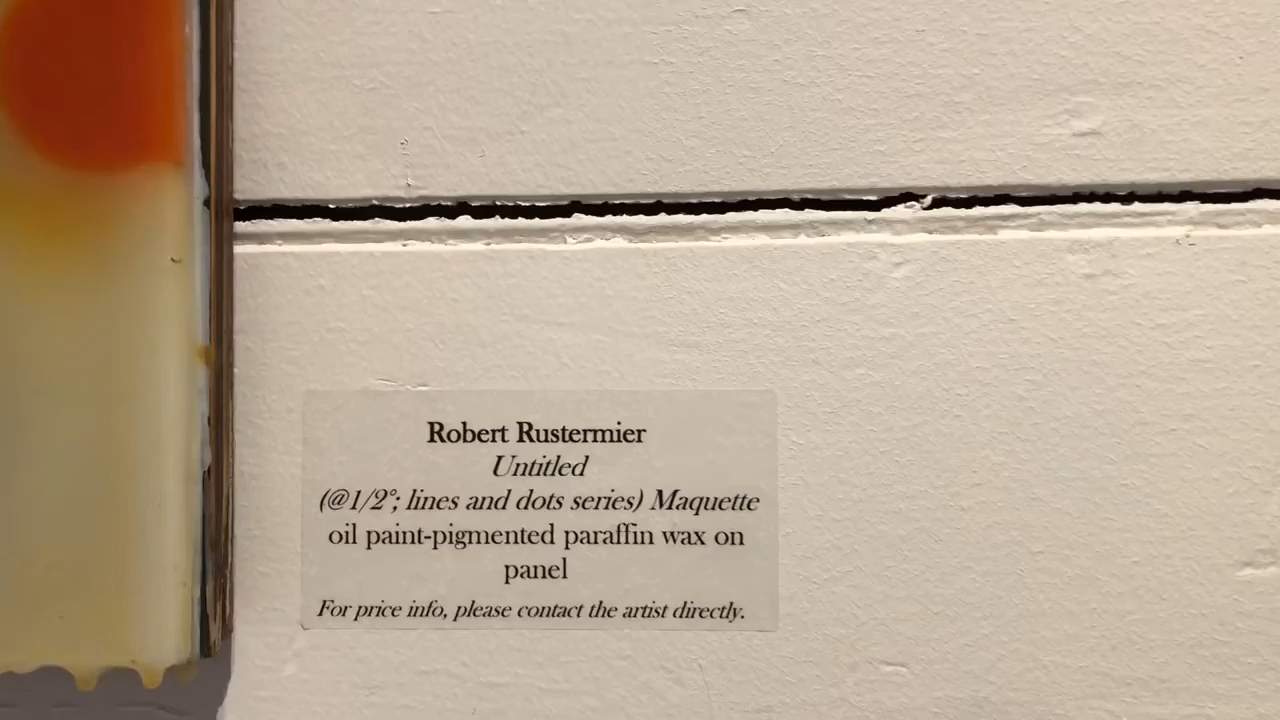 Robert Rustermier
Untitled
(@1/2°; lines and dots series) Maquette
oil paint-pigmented paraffin wax on
panel
For price info, please contact the artist directly.